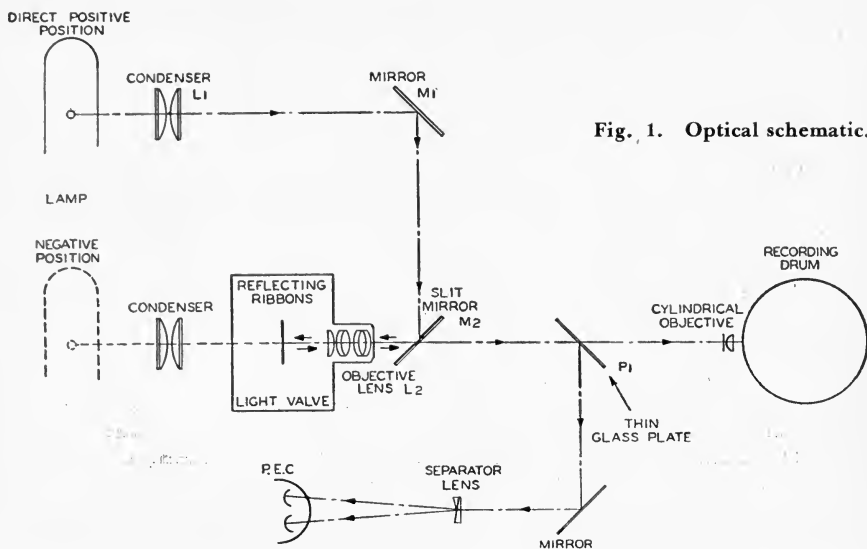 DIRECT POSITIVE
POSITION
CONDENSER
L1
MIRROR
M1
Fig. 1. Optical schematic.
LAMP
NEGATIVE
POSITION
CONDENSER
REFLECTING
RIBBONS
SLIT
MIRROR
M2
OBJECTIVE
LENS L2
LIGHT VALVE
RECORDING
DRUM
CYLINDRICAL
OBJECTIVE
P1
THIN
GLASS PLATE
P.E.C
SEPARATOR
LENS
MIRROR